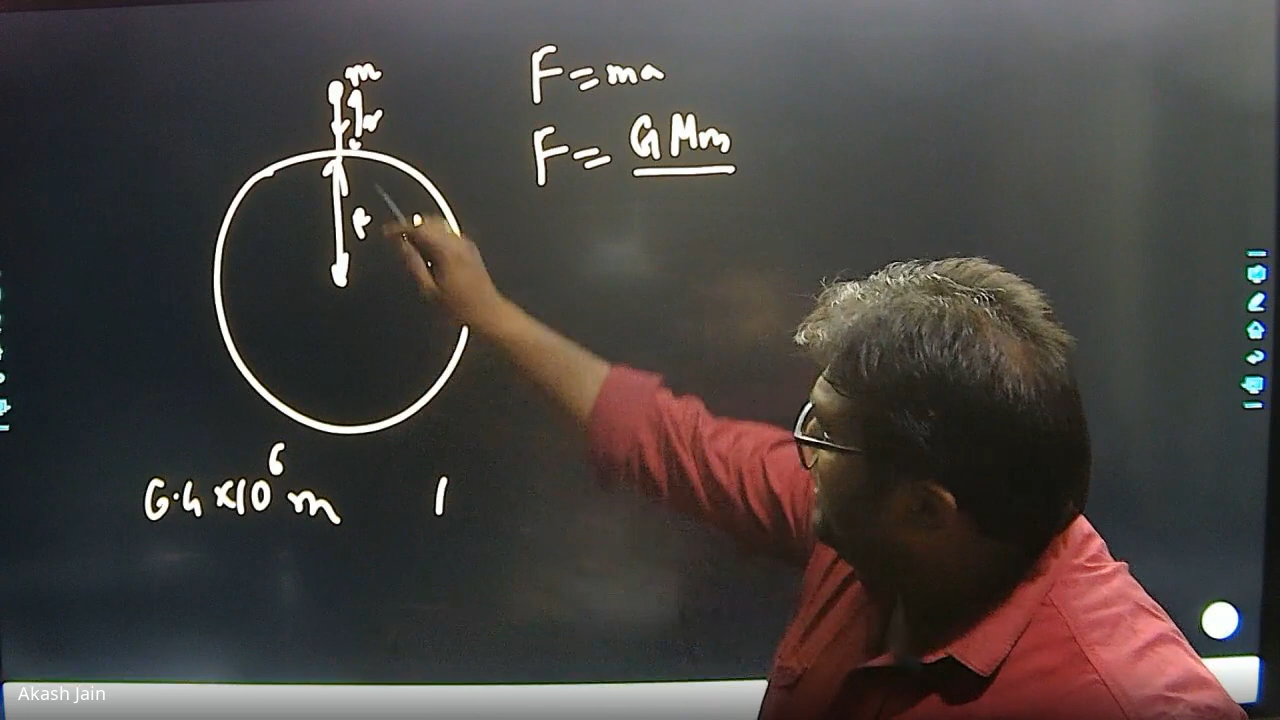 m
r
R
F = ma
F = GMm
6.4 × 10⁶ m
1
Akash Jain